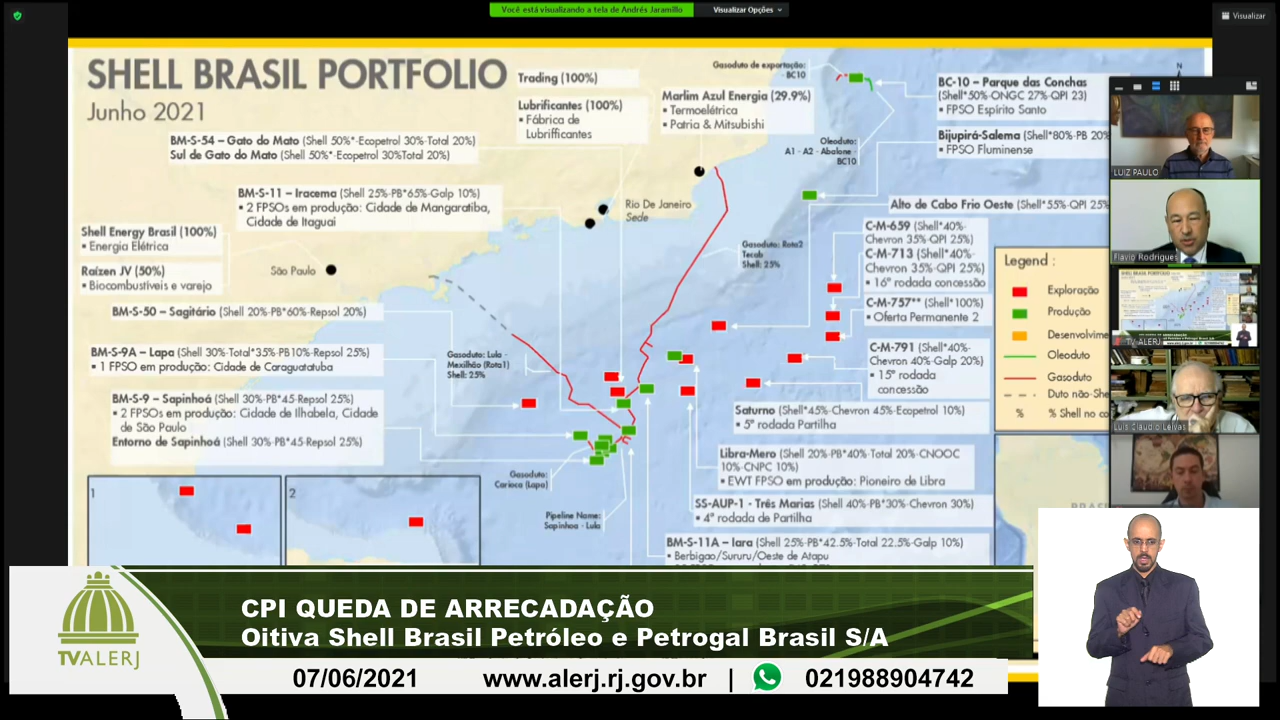 Você está visualizando a tela de Andrés Jaramillo
Visualizar Opções
Visualizar
SHELL BRASIL PORTFOLIO
Junho 2021
Trading (100%)
Lubrificantes (100%)
▪ Fábrica de
Lubrifficantes
Marlim Azul Energia (29.9%)
▪ Termoelétrica
▪ Patria & Mitsubishi
Gasoduto de exportação:
BC10
N
BC-10 – Parque das Conchas
(Shell*50%-ONGC 27%-QPI 23)
▪ FPSO Espírito Santo
Bijupirá-Salema (Shell*80%-PB 20%
▪ FPSO Fluminense
Oleoduto:
A1 - A2 - Abalone -
BC10
BM-S-54 – Gato do Mato (Shell 50%*-Ecopetrol 30%-Total 20%)
Sul de Gato do Mato (Shell 50%*-Ecopetrol 30%Total 20%)
BM-S-11 – Iracema (Shell 25%-PB*65%-Galp 10%)
▪ 2 FPSOs em produção: Cidade de Mangaratiba,
Cidade de Itaguai
Rio De Janeiro
Sede
Alto de Cabo Frio Oeste (Shell*55%-QPI 25%
Shell Energy Brasil (100%)
▪ Energia Elétrica
Raízen JV (50%)
▪ Biocombustíveis e varejo
São Paulo
Gasoduto: Rota2
Tecab
Shell: 25%
C-M-659 (Shell*40%-
Chevron 35%-QPI 25%)
C-M-713 (Shell*40%-
Chevron 35%-QPI 25%)
▪ 16ª rodada concessão
C-M-757** (Shell*100%)
▪ Oferta Permanente 2
C-M-791 (Shell*40%-
Chevron 40%-Galp 20%)
▪ 15ª rodada
concessão
Legend :
Exploração
Produção
Desenvolvime
Oleoduto
Gasoduto
Duto não-She
% % Shell no co
BM-S-50 – Sagitário (Shell 20%-PB*60%-Repsol 20%)
BM-S-9A – Lapa (Shell 30%-Total*35%-PB10%-Repsol 25%)
▪ 1 FPSO em produção: Cidade de Caraguatatuba
BM-S-9 – Sapinhoá (Shell 30%-PB*45-Repsol 25%)
▪ 2 FPSOs em produção: Cidade de Ilhabela, Cidade
de São Paulo
Entorno de Sapinhoá (Shell 30%-PB*45-Repsol 25%)
Gasoduto: Lula -
Mexilhão (Rota1)
Shell: 25%
Saturno (Shell*45%-Chevron 45%-Ecopetrol 10%)
▪ 5ª rodada Partilha
Libra-Mero (Shell 20%-PB*40%-Total 20%-CNOOC
10%-CNPC 10%)
▪ EWT FPSO em produção: Pioneiro de Libra
Gasoduto:
Carioca (Lapa)
Pipeline Name:
Sapinhoa - Lula
SS-AUP-1 - Três Marias (Shell 40%-PB*30%-Chevron 30%)
▪ 4ª rodada de Partilha
BM-S-11A – Iara (Shell 25%-PB*42.5%-Total 22.5%-Galp 10%)
▪ Berbigao/Sururu/Oeste de Atapu
1
2
LUIZ PAULO
Flavio Rodrigues
TV ALERJ
Luis Claudio Leivas
TVALERJ
CPI QUEDA DE ARRECADAÇÃO
Oitiva Shell Brasil Petróleo e Petrogal Brasil S/A
07/06/2021 www.alerj.rj.gov.br | 021988904742